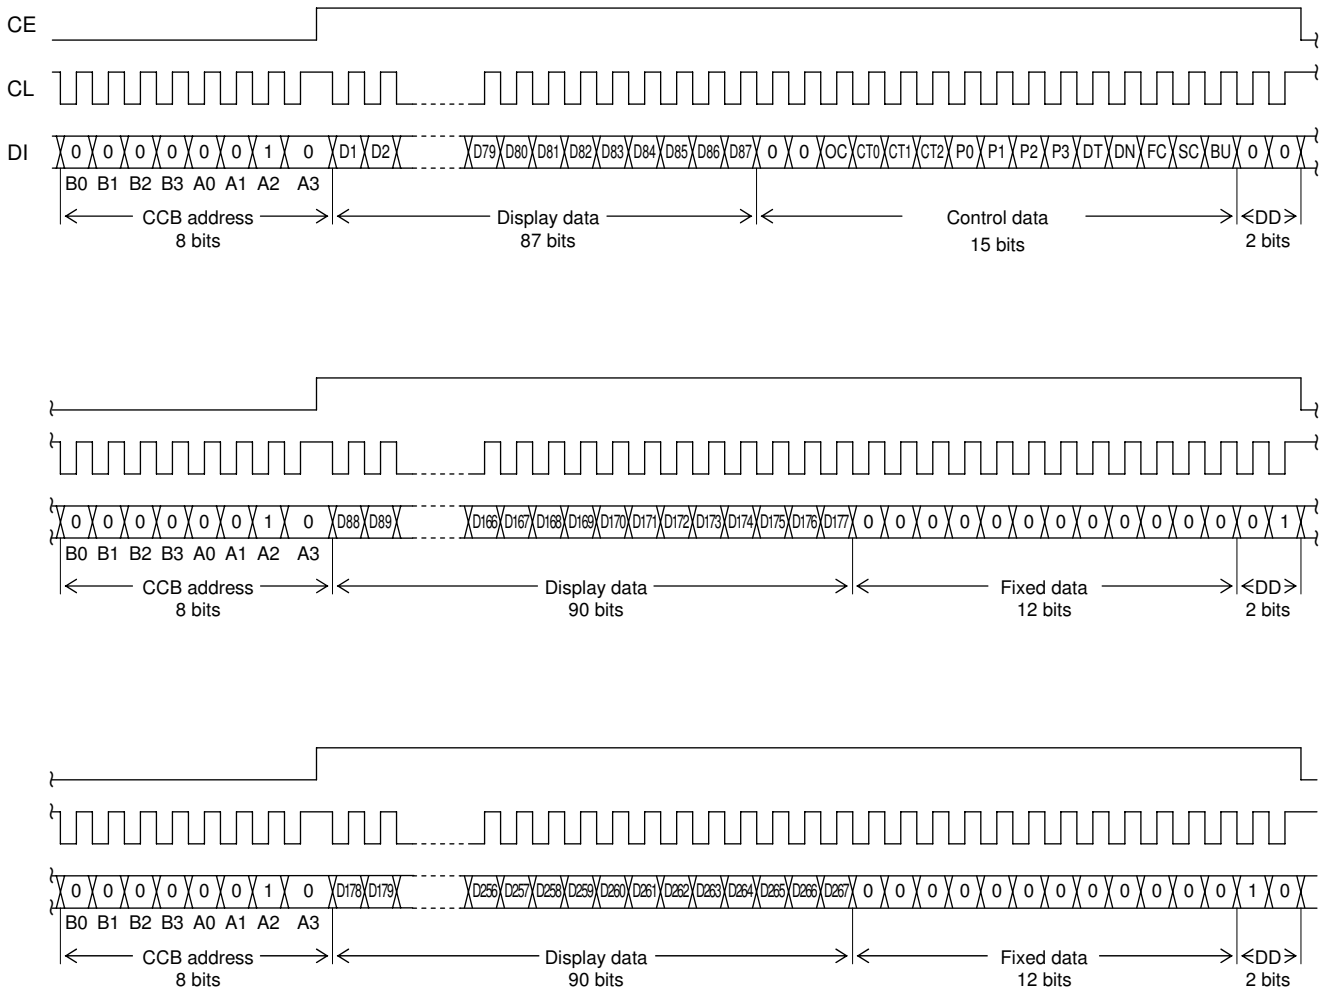 CE
CL
DI 0 0 0 0 0 0 1 0 D1 D2 D79 D80 D81 D82 D83 D84 D85 D86 D87 0 0 OC CT0 CT1 CT2 P0 P1 P2 P3 DT DN FC SC BU 0 0
B0 B1 B2 B3 A0 A1 A2 A3
CCB address Display data Control data DD
8 bits 87 bits 15 bits 2 bits
0 0 0 0 0 0 1 0 D88 D89 D166 D167 D168 D169 D170 D171 D172 D173 D174 D175 D176 D177 0 0 0 0 0 0 0 0 0 0 0 0 0 1
B0 B1 B2 B3 A0 A1 A2 A3
CCB address Display data Fixed data DD
8 bits 90 bits 12 bits 2 bits
0 0 0 0 0 0 1 0 D178 D179 D256 D257 D258 D259 D260 D261 D262 D263 D264 D265 D266 D267 0 0 0 0 0 0 0 0 0 0 0 0 1 0
B0 B1 B2 B3 A0 A1 A2 A3
CCB address Display data Fixed data DD
8 bits 90 bits 12 bits 2 bits